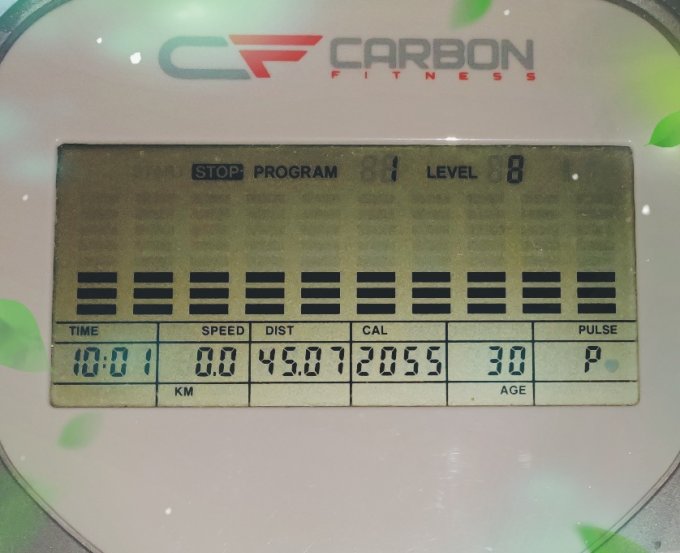 CF CARBON
FITNESS
STOP PROGRAM 1 LEVEL 8
TIME SPEED DIST CAL PULSE
10:01 0.0 45.07 2055 30 P
KM AGE